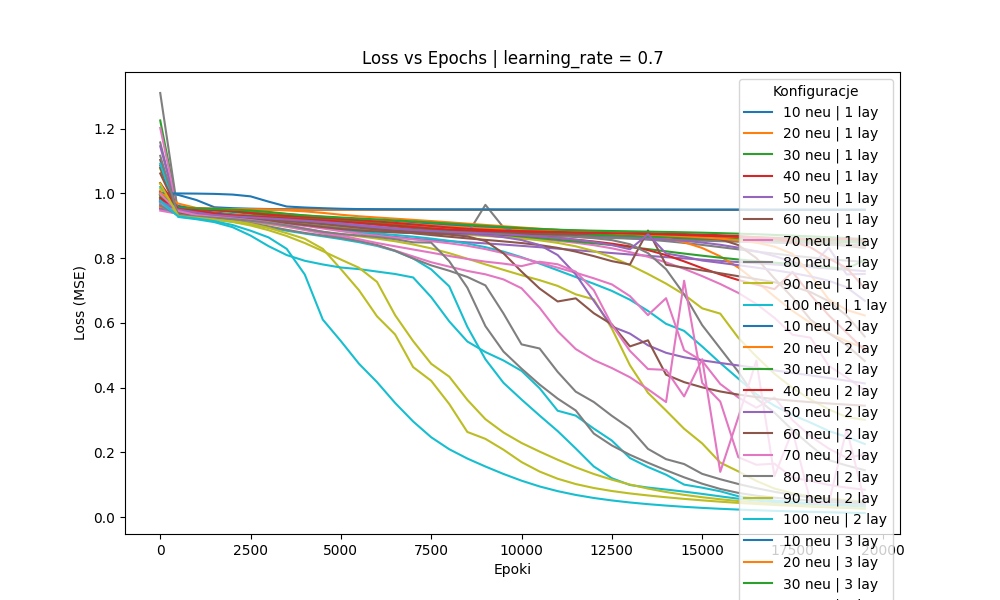 Loss vs Epochs | learning_rate = 0.7
Loss (MSE)
1.2
1.0
0.8
0.6
0.4
0.2
0.0
0 2500 5000 7500 10000 12500 15000 17500 20000
Epoki
Konfiguracje
10 neu | 1 lay
20 neu | 1 lay
30 neu | 1 lay
40 neu | 1 lay
50 neu | 1 lay
60 neu | 1 lay
70 neu | 1 lay
80 neu | 1 lay
90 neu | 1 lay
100 neu | 1 lay
10 neu | 2 lay
20 neu | 2 lay
30 neu | 2 lay
40 neu | 2 lay
50 neu | 2 lay
60 neu | 2 lay
70 neu | 2 lay
80 neu | 2 lay
90 neu | 2 lay
100 neu | 2 lay
10 neu | 3 lay
20 neu | 3 lay
30 neu | 3 lay